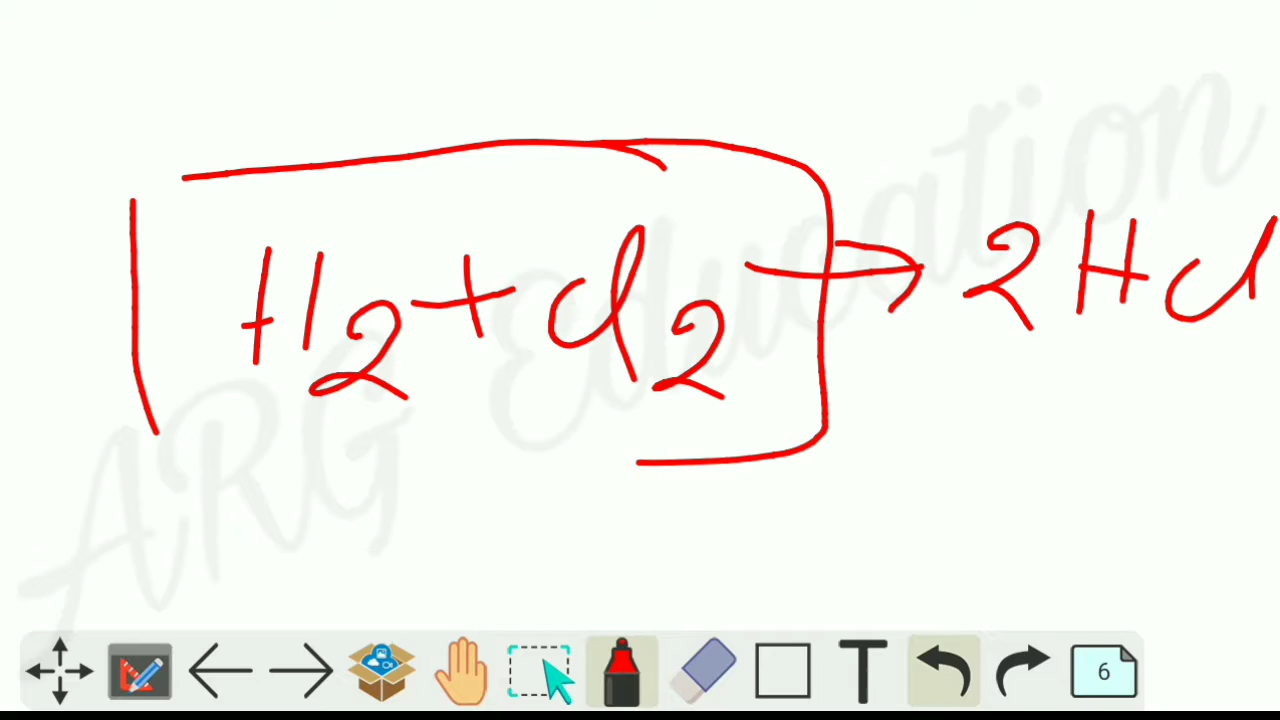 H2+Cl2 → 2HCl
ARG Education
T
6